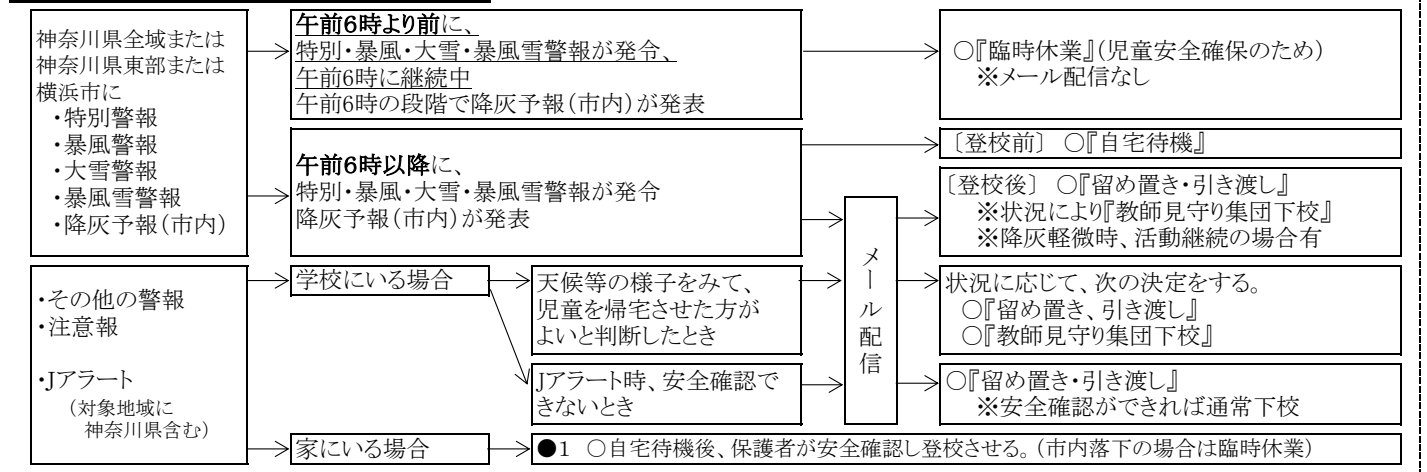 神奈川県全域または
神奈川県東部または
横浜市に
・特別警報
・暴風警報
・大雪警報
・暴風雪警報
・降灰予報(市内)
午前6時より前に、
特別・暴風・大雪・暴風雪警報が発令、
午前6時に継続中
午前6時の段階で降灰予報(市内)が発表
○『臨時休業』(児童安全確保のため)
※メール配信なし
午前6時以降に、
特別・暴風・大雪・暴風雪警報が発令
降灰予報(市内)が発表
〔登校前〕 ○『自宅待機』
〔登校後〕 ○『留め置き・引き渡し』
※状況により『教師見守り集団下校』
※降灰軽微時、活動継続の場合有
メール配信
・その他の警報
・注意報
・Jアラート
(対象地域に
神奈川県含む)
学校にいる場合
天候等の様子をみて、
児童を帰宅させた方が
よいと判断したとき
状況に応じて、次の決定をする。
○『留め置き、引き渡し』
○『教師見守り集団下校』
Jアラート時、安全確認で
きないとき
○『留め置き・引き渡し』
※安全確認ができれば通常下校
家にいる場合
●1 ○自宅待機後、保護者が安全確認し登校させる。(市内落下の場合は臨時休業)